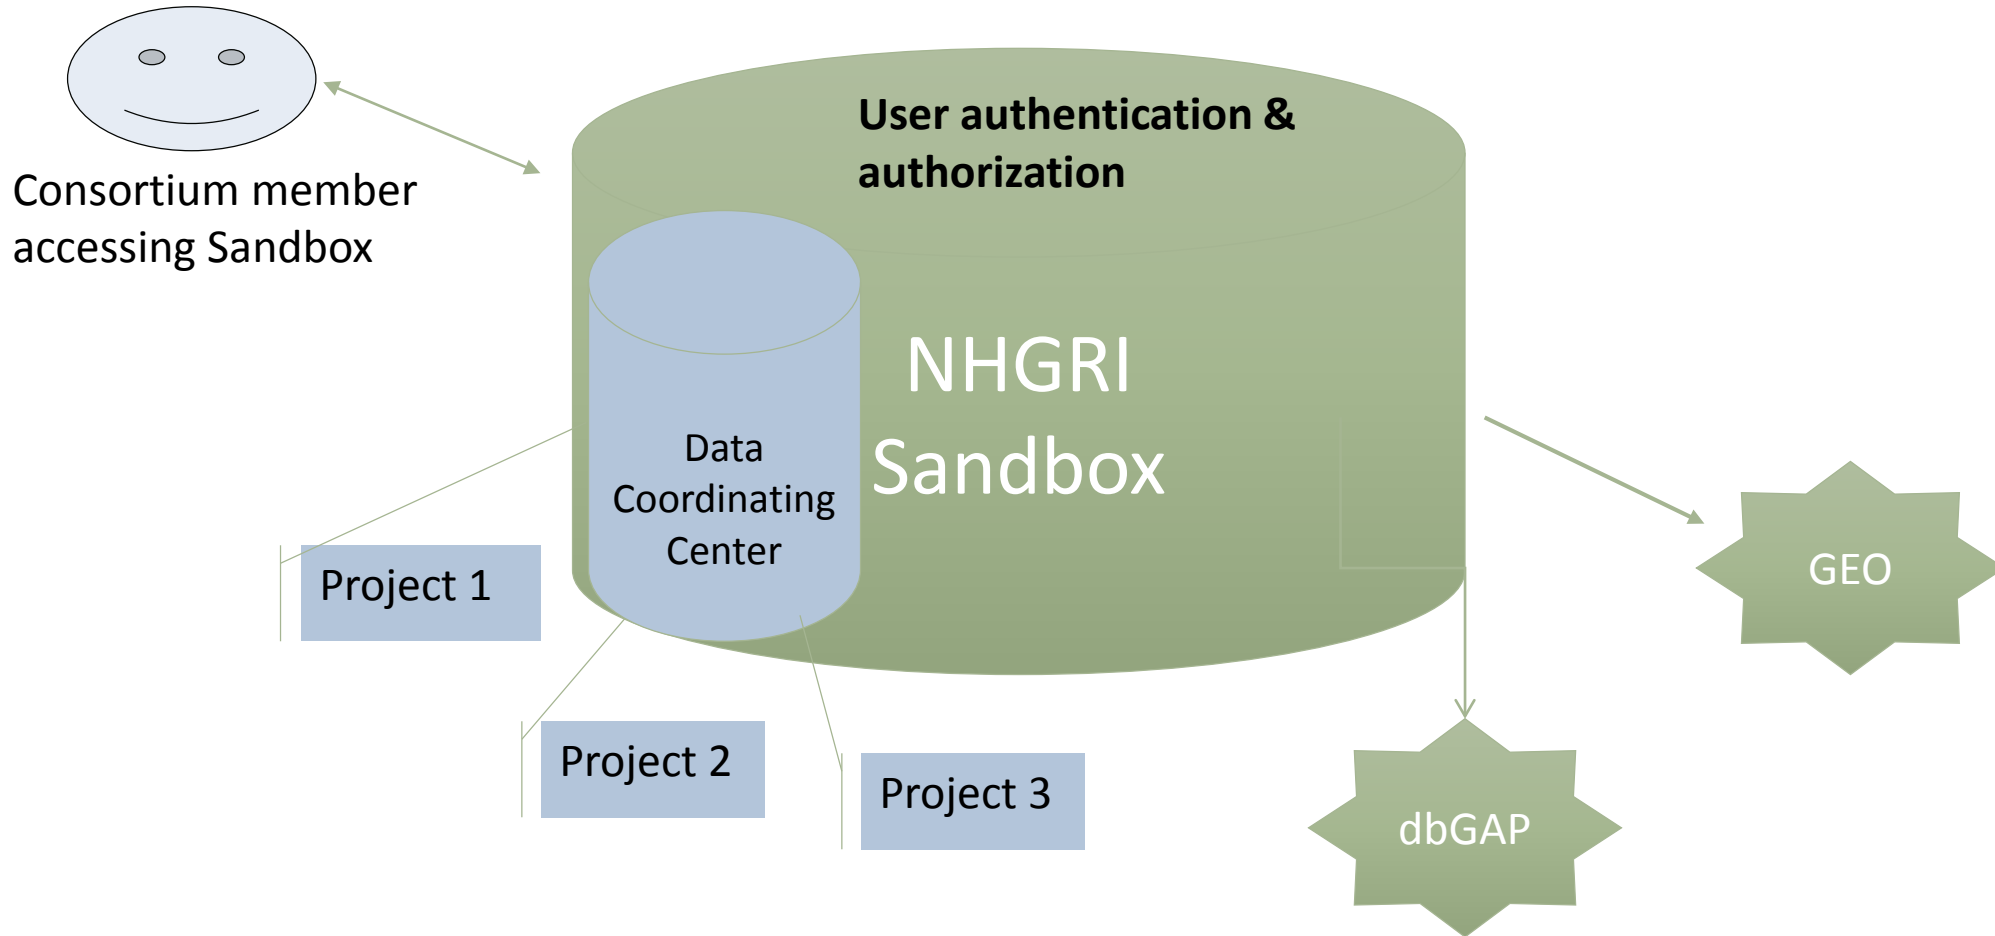 User authentication &
authorization
Consortium member
accessing Sandbox
NHGRI
Sandbox
Data
Coordinating
Center
Project 1
GEO
Project 2
Project 3
dbGAP